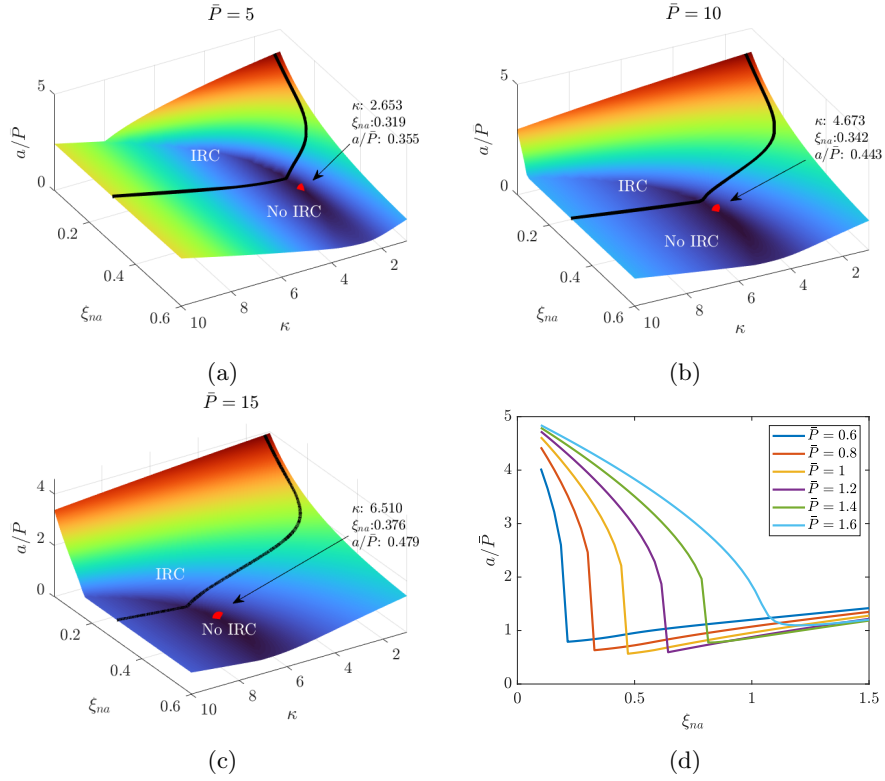 P̄ = 5
a/P̄
5
0
0.2
0.4
0.6
ξna
10
8
6
4
2
κ
IRC
No IRC
κ: 2.653
ξna:0.319
a/P̄: 0.355
(a)
P̄ = 10
a/P̄
5
0
0.2
0.4
0.6
ξna
10
8
6
4
2
κ
IRC
No IRC
κ: 4.673
ξna:0.342
a/P̄: 0.443
(b)
P̄ = 15
a/P̄
4
2
0
0.2
0.4
0.6
ξna
10
8
6
4
2
κ
IRC
No IRC
κ: 6.510
ξna:0.376
a/P̄: 0.479
(c)
a/P̄
5
4
3
2
1
0
0
0.5
1
1.5
ξna
P̄ = 0.6
P̄ = 0.8
P̄ = 1
P̄ = 1.2
P̄ = 1.4
P̄ = 1.6
(d)